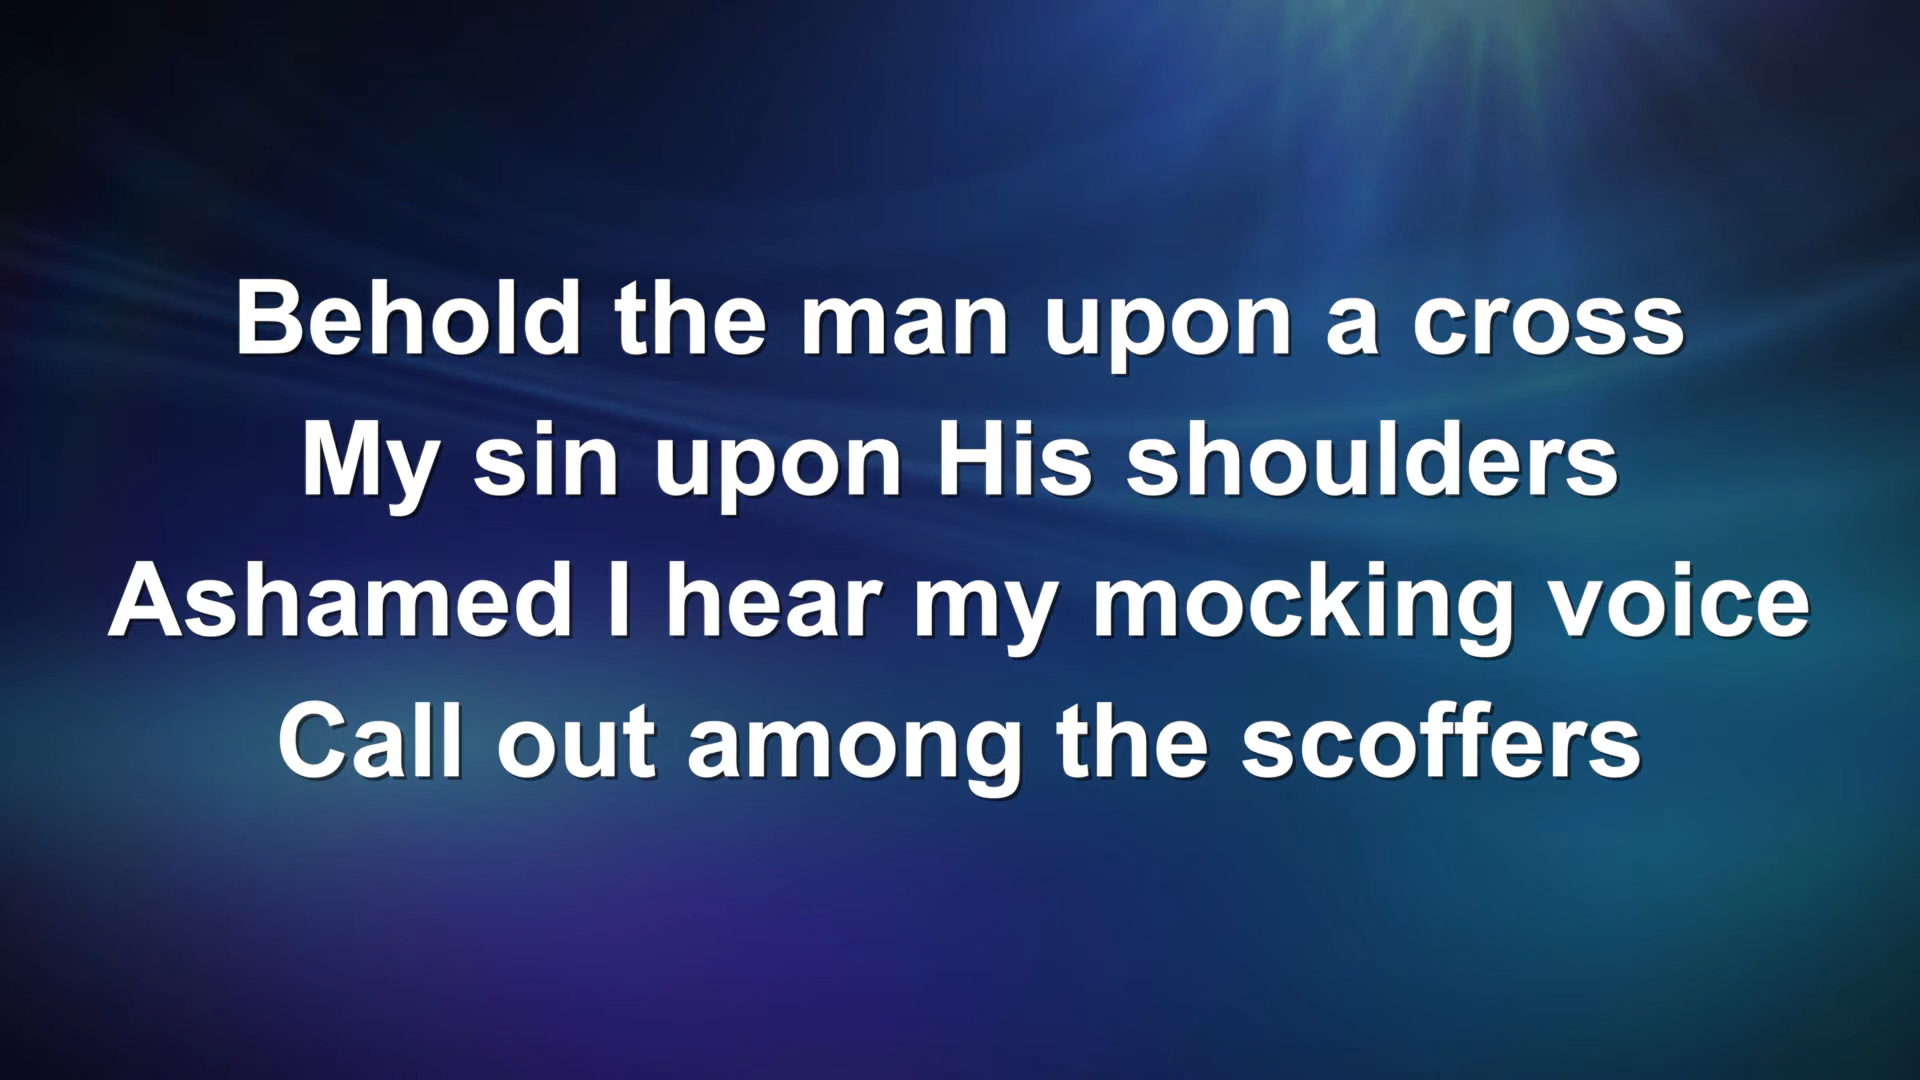 Behold the man upon a cross
My sin upon His shoulders
Ashamed I hear my mocking voice
Call out among the scoffers